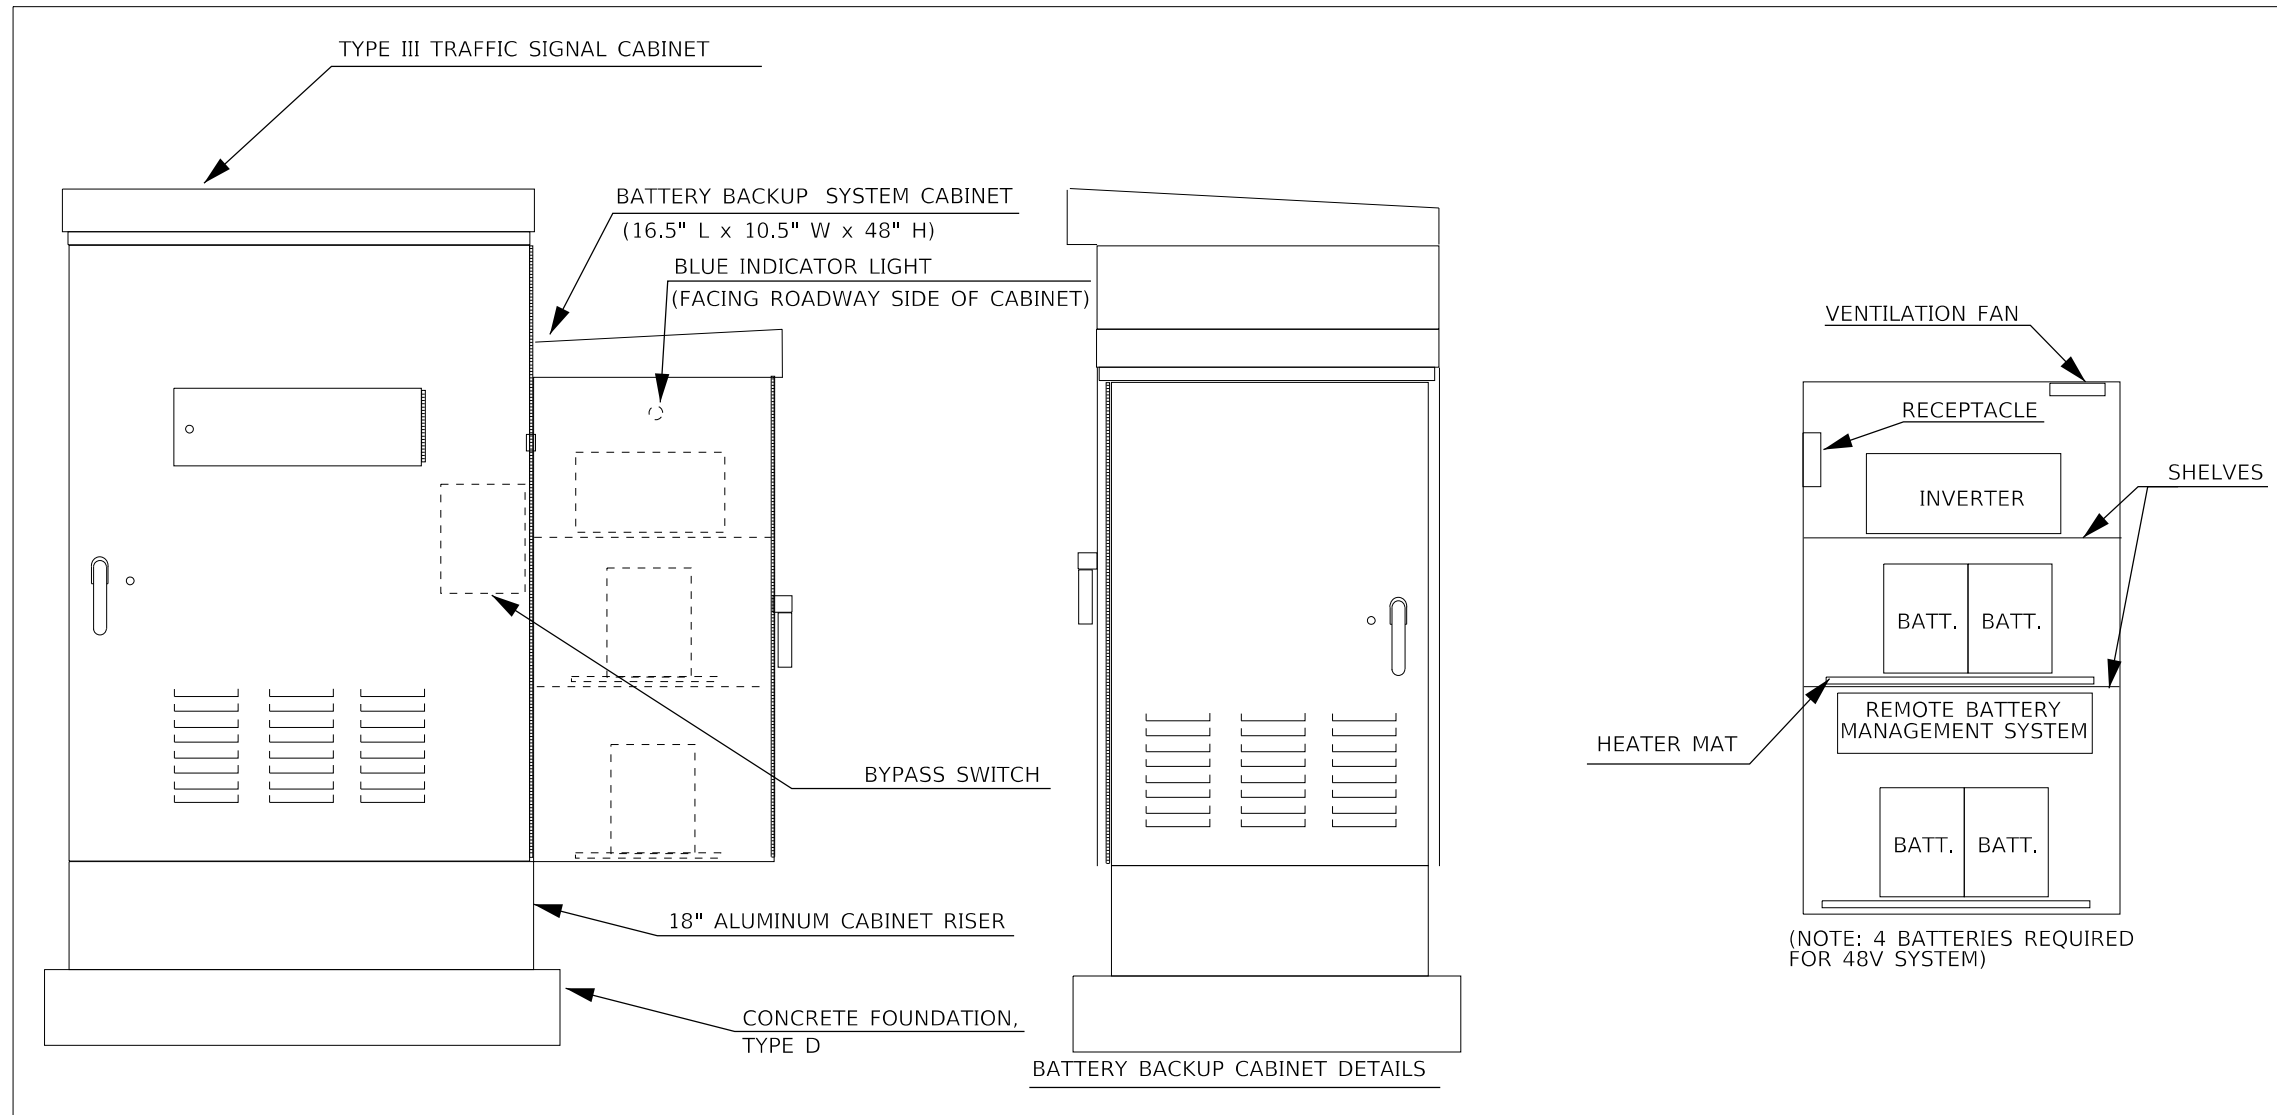 TYPE III TRAFFIC SIGNAL CABINET
BATTERY BACKUP SYSTEM CABINET
(16.5" L x 10.5" W x 48" H)
BLUE INDICATOR LIGHT
(FACING ROADWAY SIDE OF CABINET)
BYPASS SWITCH
18" ALUMINUM CABINET RISER
CONCRETE FOUNDATION,
TYPE D
BATTERY BACKUP CABINET DETAILS
VENTILATION FAN
RECEPTACLE
SHELVES
INVERTER
BATT. BATT.
REMOTE BATTERY
MANAGEMENT SYSTEM
HEATER MAT
BATT. BATT.
(NOTE: 4 BATTERIES REQUIRED
FOR 48V SYSTEM)